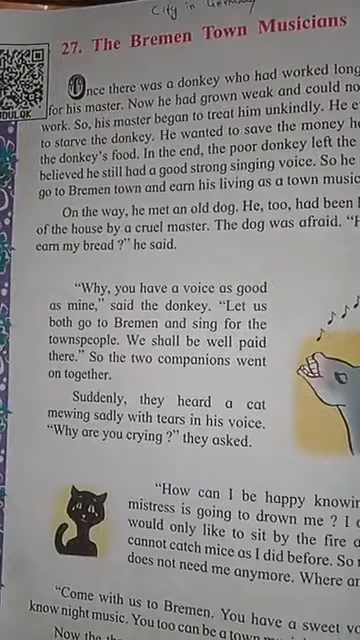 City in Germany
27. The Bremen Town Musicians
Once there was a donkey who had worked long
for his master. Now he had grown weak and could no
work. So, his master began to treat him unkindly. He
to starve the donkey. He wanted to save the money he
the donkey's food. In the end, the poor donkey left the
believed he still had a good strong singing voice. So he
go to Bremen town and earn his living as a town music
On the way, he met an old dog. He, too, had been
of the house by a cruel master. The dog was afraid.
earn my bread ?" he said.
"Why, you have a voice as good
as mine," said the donkey. "Let us
both go to Bremen and sing for the
townspeople. We shall be well paid
there." So the two companions went
on together.
Suddenly, they heard a cat
mewing sadly with tears in his voice.
"Why are you crying ?" they asked.
"How can I be happy knowin
mistress is going to drown me ? I
would only like to sit by the fire
cannot catch mice as I did before. So
does not need me anymore. Where
"Come with us to Bremen. You have a sweet
know night music. You too can be a town
Now the